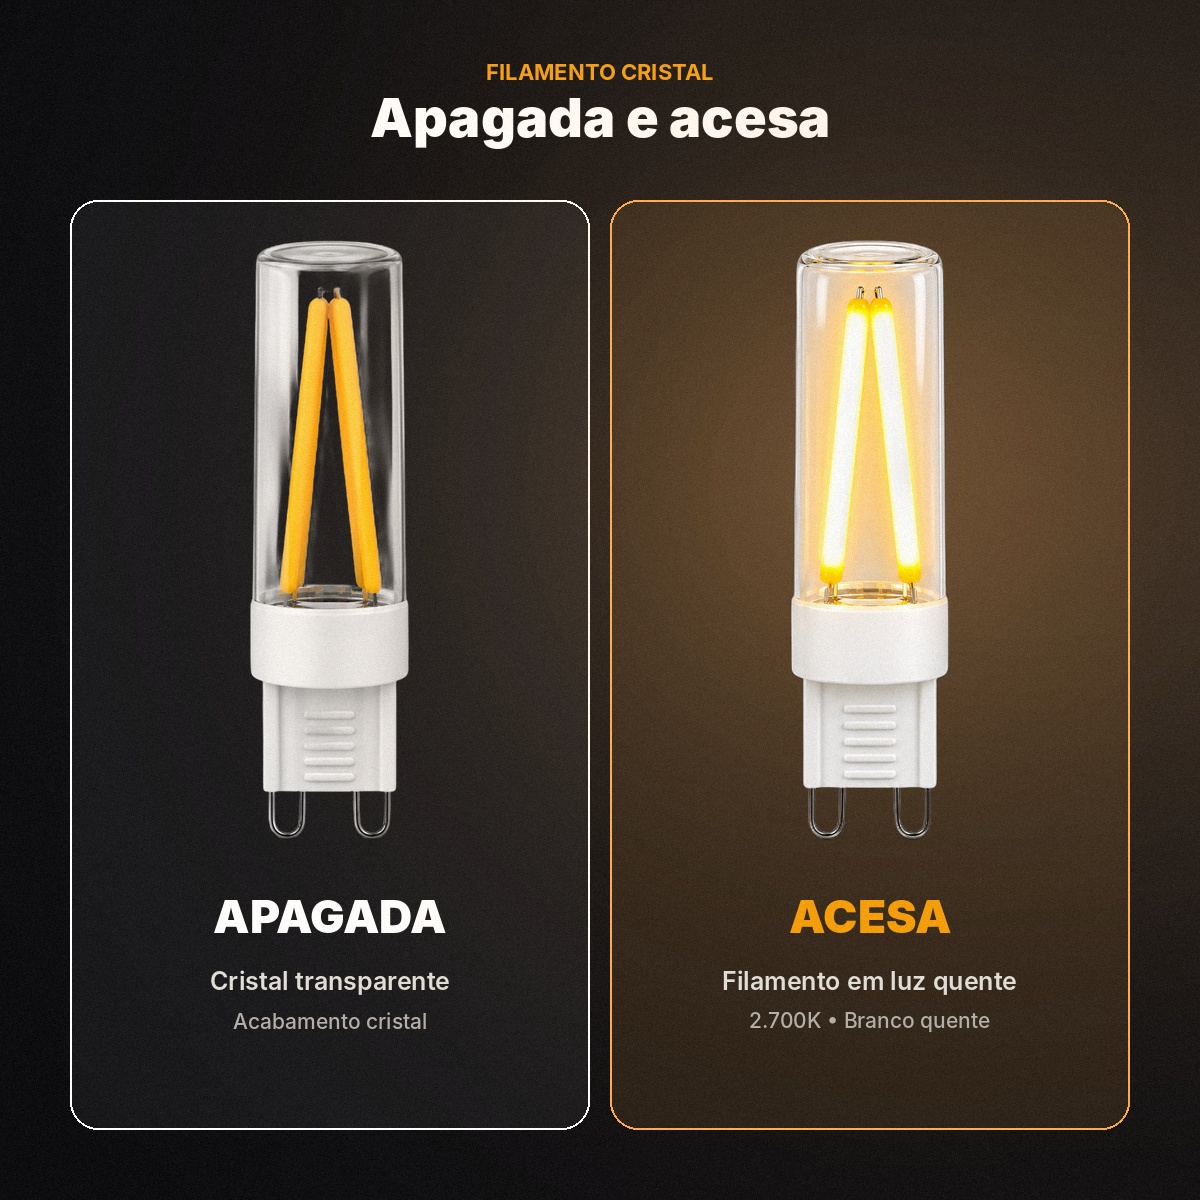 FILAMENTO CRISTAL
Apagada e acesa
APAGADA
Cristal transparente
Acabamento cristal
ACESA
Filamento em luz quente
2.700K • Branco quente